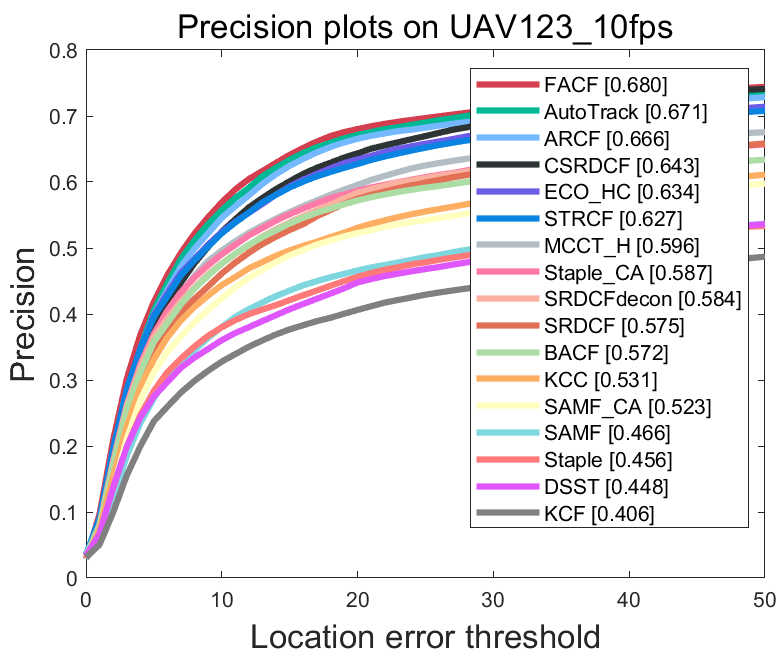 Precision plots on UAV123_10fps
0.8
0.7
0.6
0.5
0.4
0.3
0.2
0.1
0
Precision
FACF [0.680]
AutoTrack [0.671]
ARCF [0.666]
CSRDCF [0.643]
ECO_HC [0.634]
STRCF [0.627]
MCCT_H [0.596]
Staple_CA [0.587]
SRDCFdecon [0.584]
SRDCF [0.575]
BACF [0.572]
KCC [0.531]
SAMF_CA [0.523]
SAMF [0.466]
Staple [0.456]
DSST [0.448]
KCF [0.406]
0 10 20 30 40 50
Location error threshold